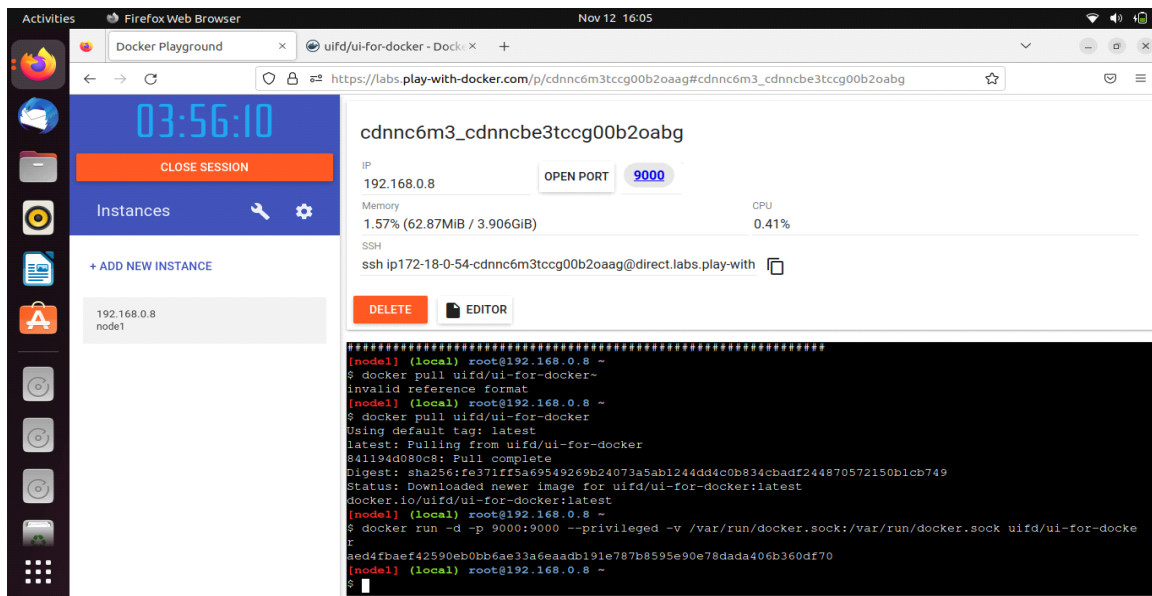 Activities Firefox Web Browser Nov 12 16:05
Docker Playground × uifd/ui-for-docker - Docke × +
https://labs.play-with-docker.com/p/cdnnc6m3tccg00b2oaag#cdnnc6m3_cdnncbe3tccg00b2oabg
03:56:10
CLOSE SESSION
Instances
+ ADD NEW INSTANCE
192.168.0.8
node1
cdnnc6m3_cdnncbe3tccg00b2oabg
IP
192.168.0.8
OPEN PORT 9000
Memory CPU
1.57% (62.87MiB / 3.906GiB) 0.41%
SSH
ssh ip172-18-0-54-cdnnc6m3tccg00b2oaag@direct.labs.play-with
DELETE EDITOR
###############################################################
[node1] (local) root@192.168.0.8 ~
$ docker pull uifd/ui-for-docker~
invalid reference format
[node1] (local) root@192.168.0.8 ~
$ docker pull uifd/ui-for-docker
Using default tag: latest
latest: Pulling from uifd/ui-for-docker
841194d080c8: Pull complete
Digest: sha256:fe371ff5a69549269b24073a5ab1244dd4c0b834cbadf244870572150b1cb749
Status: Downloaded newer image for uifd/ui-for-docker:latest
docker.io/uifd/ui-for-docker:latest
[node1] (local) root@192.168.0.8 ~
$ docker run -d -p 9000:9000 --privileged -v /var/run/docker.sock:/var/run/docker.sock uifd/ui-for-docke
r
aed4fbaef42590eb0bb6ae33a6eaadb191e787b8595e90e78dada406b360df70
[node1] (local) root@192.168.0.8 ~
$